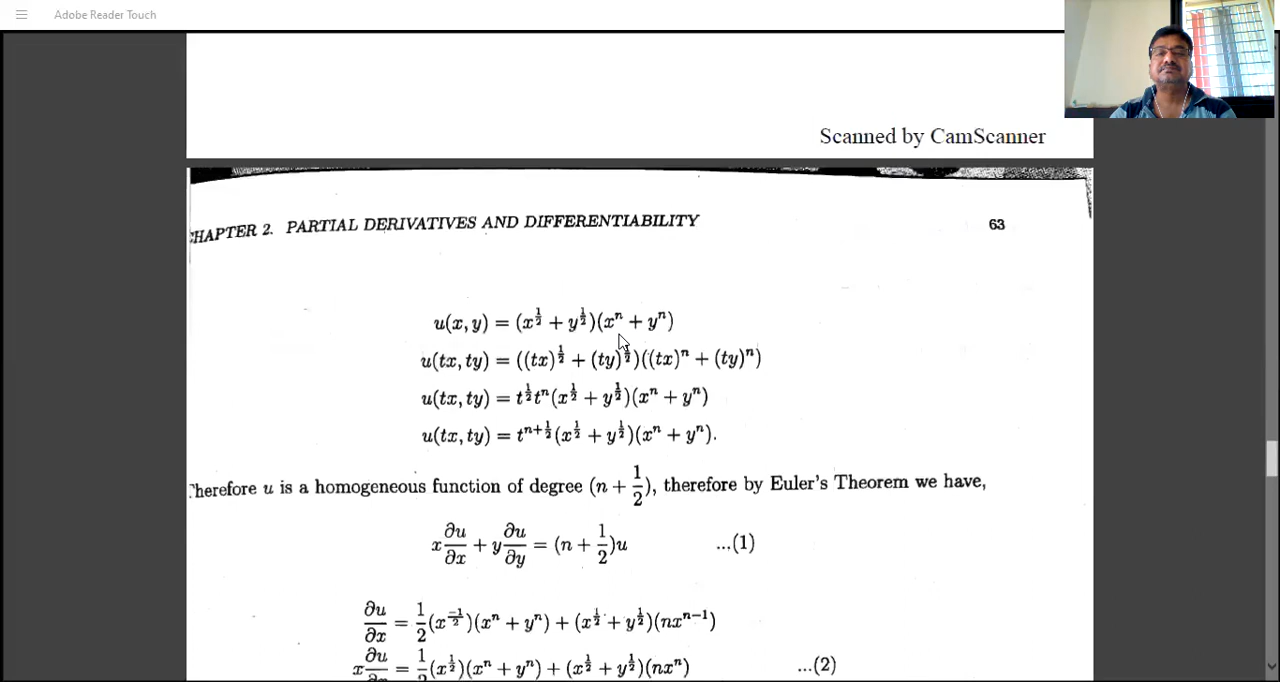 Adobe Reader Touch
Scanned by CamScanner
CHAPTER 2. PARTIAL DERIVATIVES AND DIFFERENTIABILITY 63
u(x, y) = (x^{1/2} + y^{1/2})(x^n + y^n)
u(tx, ty) = ((tx)^{1/2} + (ty)^{1/2})((tx)^n + (ty)^n)
u(tx, ty) = t^{1/2}t^n(x^{1/2} + y^{1/2})(x^n + y^n)
u(tx, ty) = t^{n+1/2}(x^{1/2} + y^{1/2})(x^n + y^n).
Therefore u is a homogeneous function of degree (n + 1/2), therefore by Euler's Theorem we have,
x ∂u/∂x + y ∂u/∂y = (n + 1/2)u ...(1)
∂u/∂x = 1/2(x^{-1/2})(x^n + y^n) + (x^{1/2} + y^{1/2})(nx^{n-1})
x ∂u/∂x = 1/2(x^{1/2})(x^n + y^n) + (x^{1/2} + y^{1/2})(nx^n) ...(2)